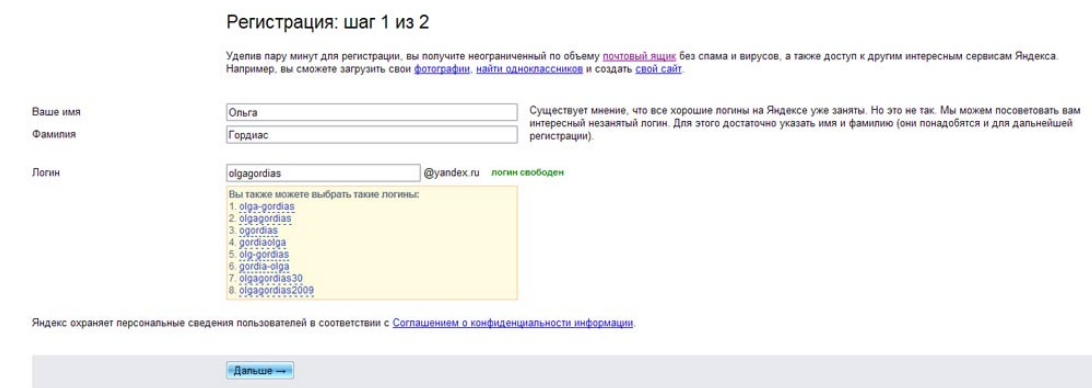 Регистрация: шаг 1 из 2
Уделив пару минут для регистрации, вы получите неограниченный по объему почтовый ящик без спама и вирусов, а также доступ к другим интересным сервисам Яндекса.
Например, вы сможете загрузить свои фотографии, найти одноклассников и создать свой сайт.
Ваше имя
Ольга
Фамилия
Гордиас
Существует мнение, что все хорошие логины на Яндексе уже заняты. Но это не так. Мы можем посоветовать вам
интересный незанятый логин. Для этого достаточно указать имя и фамилию (они понадобятся и для дальнейшей
регистрации).
Логин
olgagordias @yandex.ru логин свободен
Вы также можете выбрать такие логины:
1. olga-gordias
2. olgagordias
3. ogordias
4. gordiaolga
5. olg-gordias
6. gordia-olga
7. olgagordias30
8. olgagordias2009
Яндекс охраняет персональные сведения пользователей в соответствии с Соглашением о конфиденциальности информации.
Дальше →